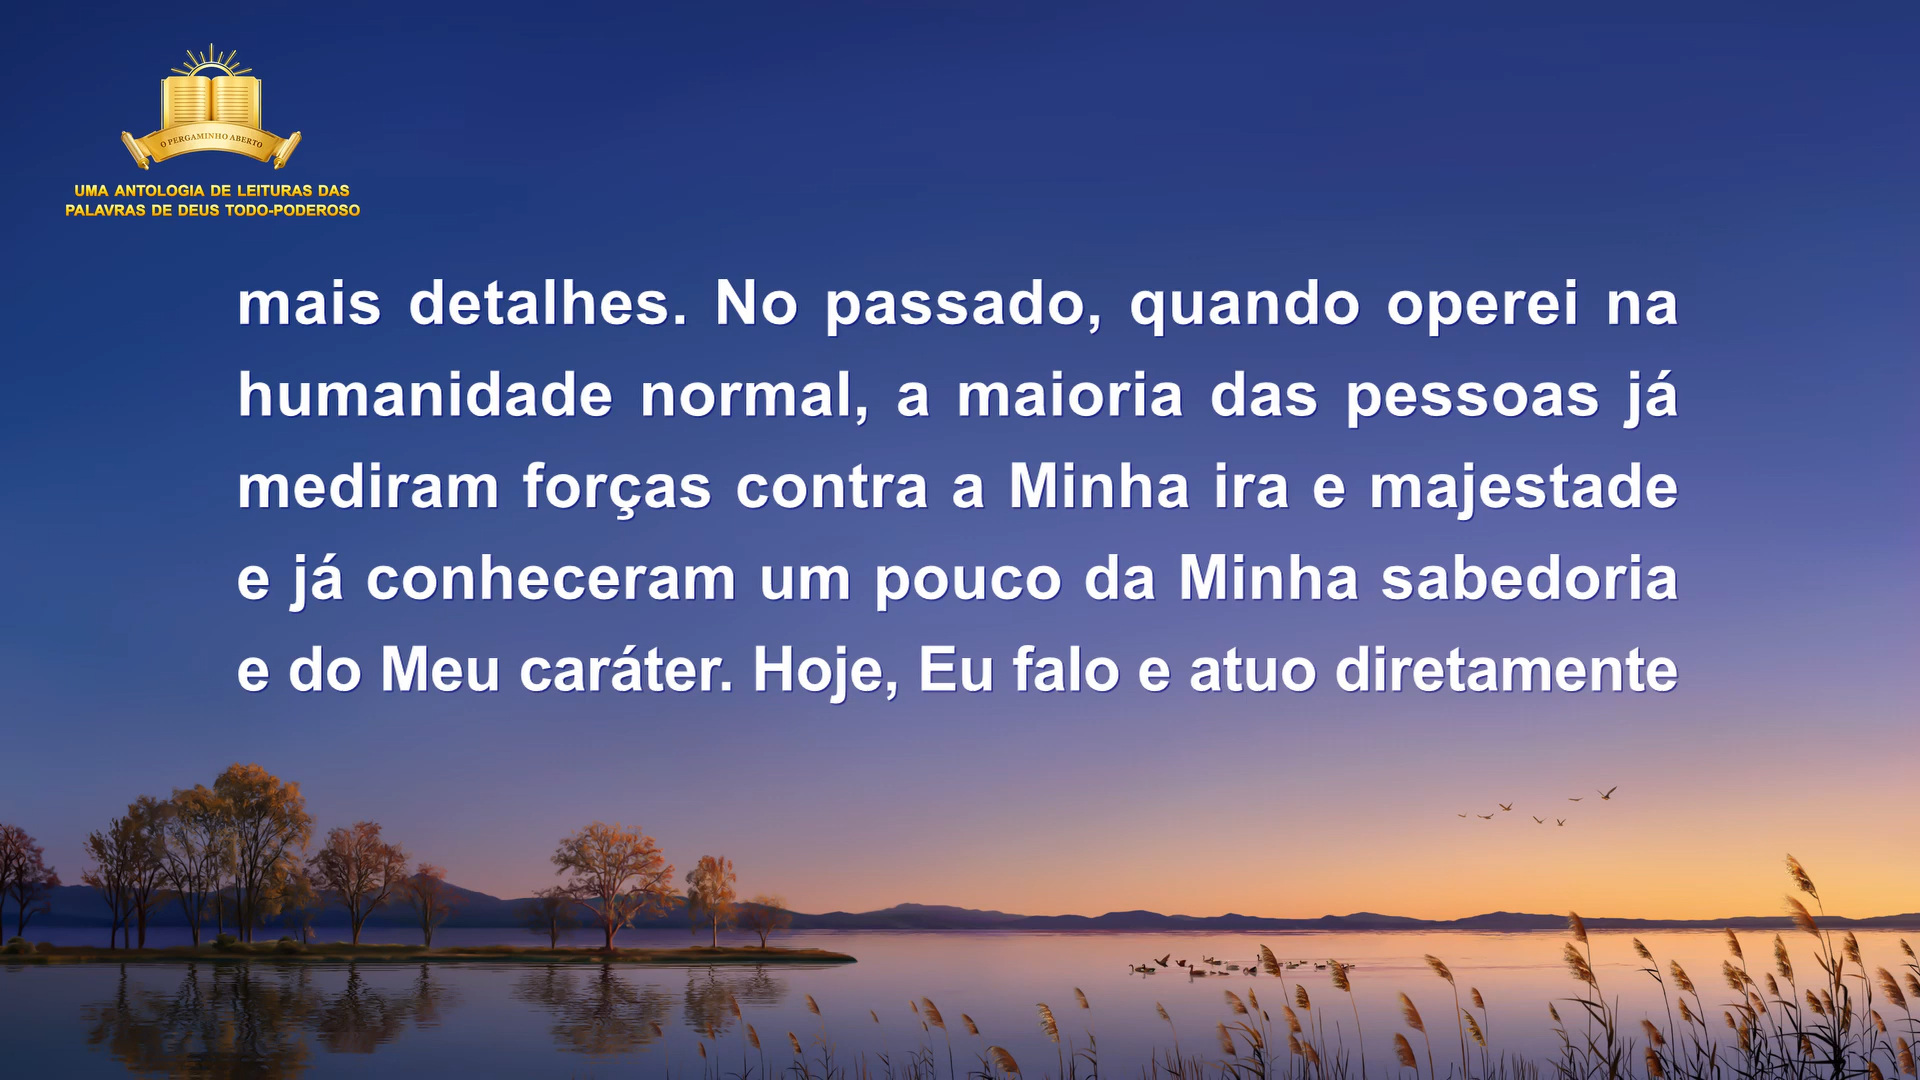 O PERGAMINHO ABERTO
UMA ANTOLOGIA DE LEITURAS DAS
PALAVRAS DE DEUS TODO-PODEROSO
mais detalhes. No passado, quando operei na
humanidade normal, a maioria das pessoas já
mediram forças contra a Minha ira e majestade
e já conheceram um pouco da Minha sabedoria
e do Meu caráter. Hoje, Eu falo e atuo diretamente